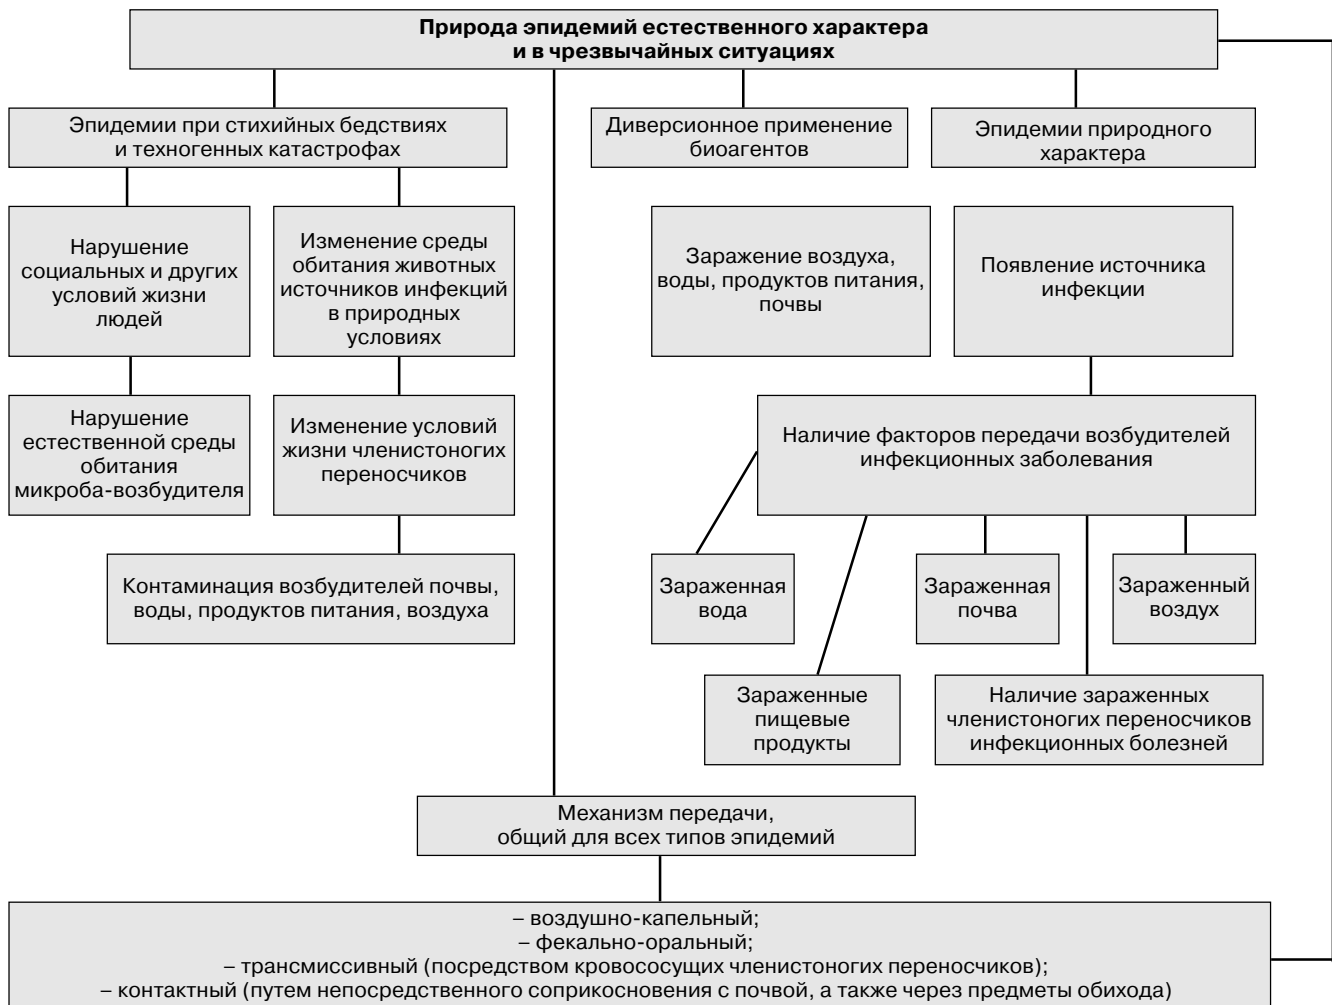 Природа эпидемий естественного характера
и в чрезвычайных ситуациях
Эпидемии при стихийных бедствиях
и техногенных катастрофах
Диверсионное применение
биоагентов
Эпидемии природного
характера
Нарушение
социальных и других
условий жизни
людей
Изменение среды
обитания животных
источников инфекций
в природных
условиях
Заражение воздуха,
воды, продуктов питания,
почвы
Появление источника
инфекции
Нарушение
естественной среды
обитания
микроба-возбудителя
Изменение условий
жизни членистоногих
переносчиков
Наличие факторов передачи возбудителей
инфекционных заболевания
Контаминация возбудителей почвы,
воды, продуктов питания, воздуха
Зараженная
вода
Зараженная
почва
Зараженный
воздух
Зараженные
пищевые
продукты
Наличие зараженных
членистоногих переносчиков
инфекционных болезней
Механизм передачи,
общий для всех типов эпидемий
– воздушно-капельный;
– фекально-оральный;
– трансмиссивный (посредством кровососущих членистоногих переносчиков);
– контактный (путем непосредственного соприкосновения с почвой, а также через предметы обихода)